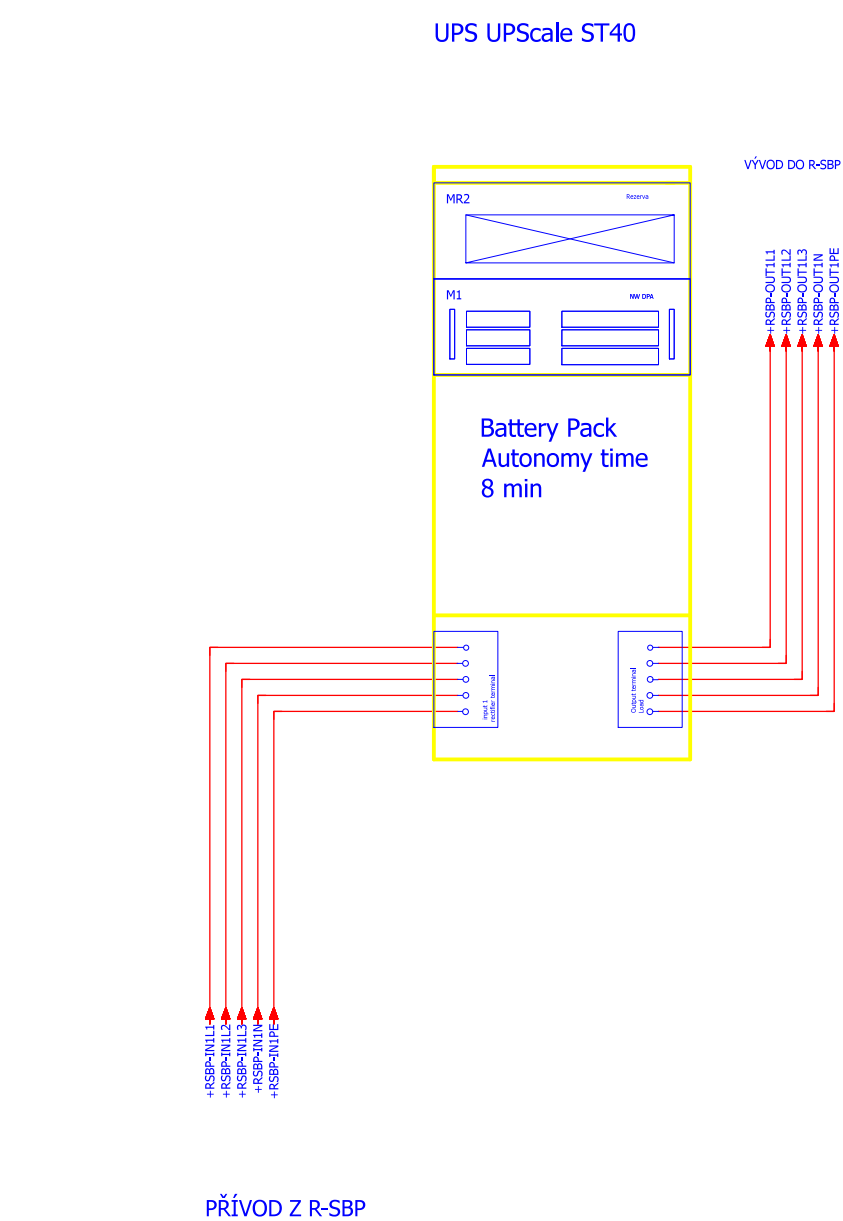 UPS UPScale ST40
VÝVOD DO R-SBP
MR2
Rezerva
M1
NW DPA
+RSBP-OUT1L1
+RSBP-OUT1L2
+RSBP-OUT1L3
+RSBP-OUT1N
+RSBP-OUT1PE
Battery Pack
Autonomy time
8 min
Input 1
rectifier terminal
Output terminal
Load
+RSBP-IN1L1
+RSBP-IN1L2
+RSBP-IN1L3
+RSBP-IN1N
+RSBP-IN1PE
PŘÍVOD Z R-SBP